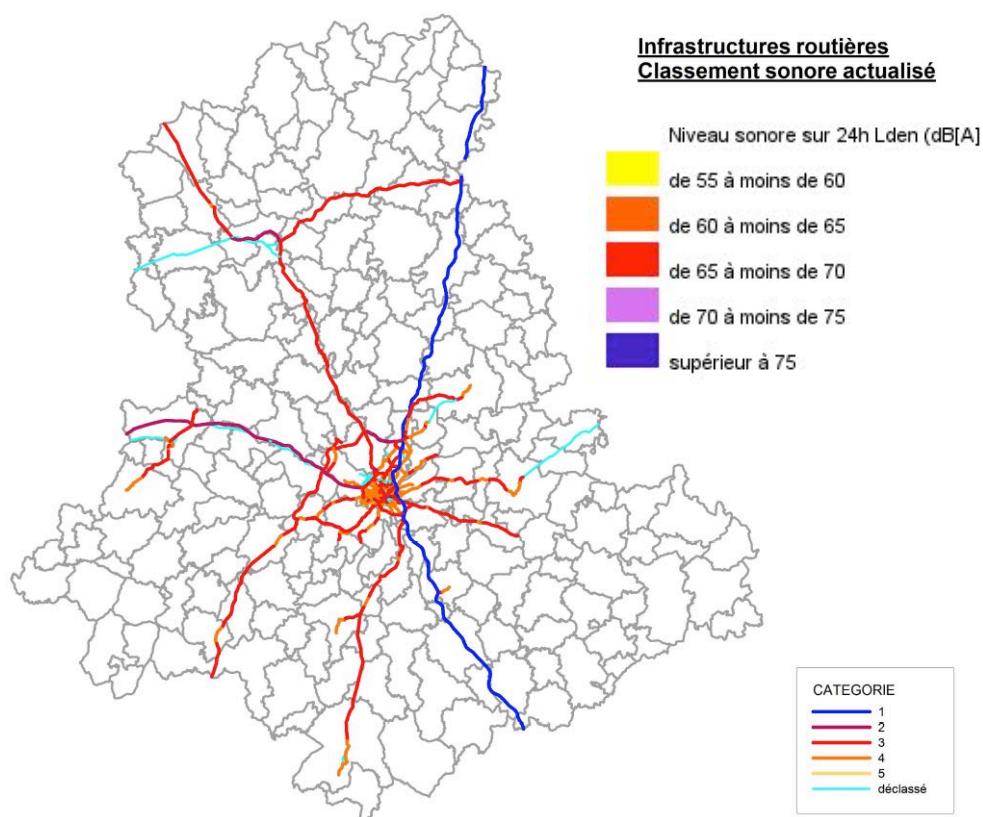 Infrastructures routières
Classement sonore actualisé
Niveau sonore sur 24h Lden (dB[A]
de 55 à moins de 60
de 60 à moins de 65
de 65 à moins de 70
de 70 à moins de 75
supérieur à 75
CATEGORIE
1
2
3
4
5
déclassé